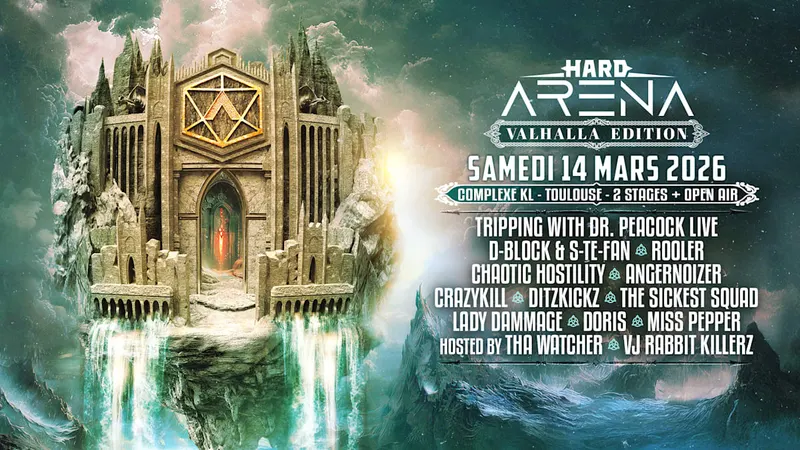 HARD
ARENA
VALHALLA EDITION
SAMEDI 14 MARS 2026
COMPLEXE KL - TOULOUSE - 2 STAGES + OPEN AIR
TRIPPING WITH DR. PEACOCK LIVE
D-BLOCK & S-TE-FAN ROOLER
CHAOTIC HOSTILITY ANGERNOIZER
CRAZYKILL DITZKICKZ THE SICKEST SQUAD
LADY DAMMAGE DORIS MISS PEPPER
HOSTED BY THA WATCHER VJ RABBIT KILLERZ